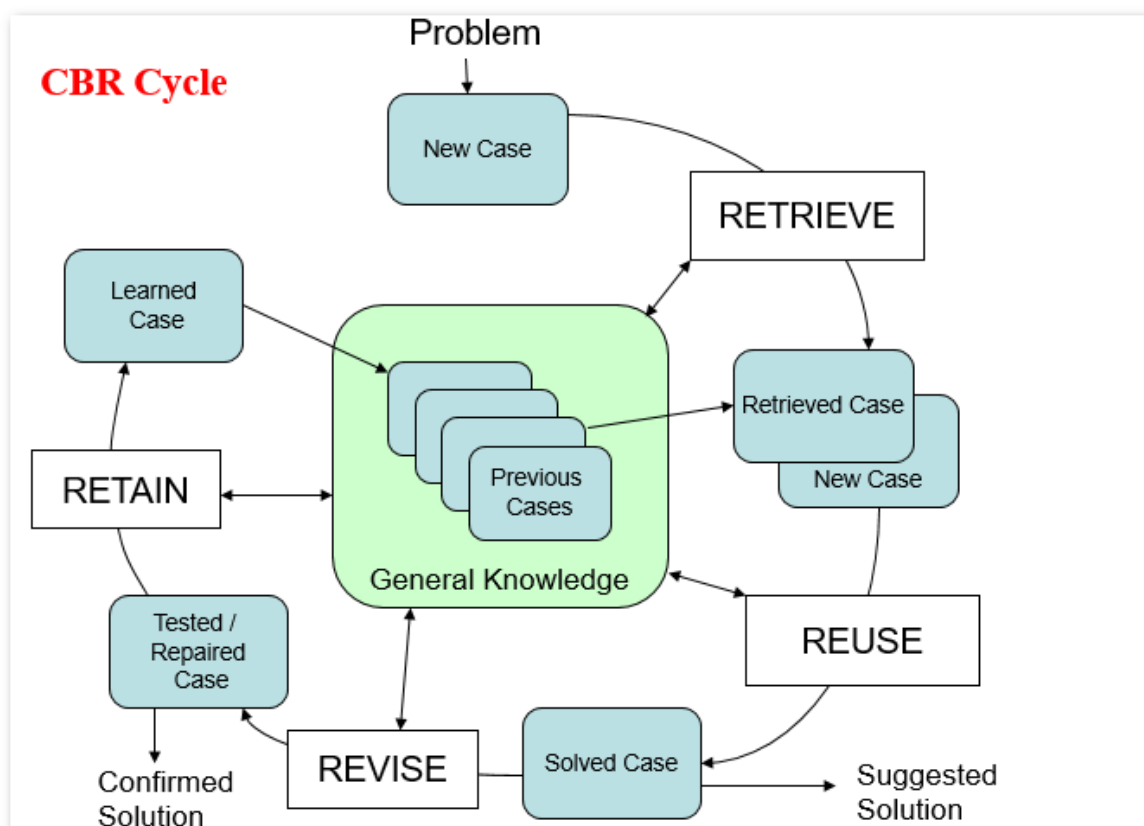 Problem
CBR Cycle
New Case
RETRIEVE
Learned
Case
Retrieved Case
New Case
Previous
Cases
General Knowledge
RETAIN
REUSE
Tested /
Repaired
Case
REVISE
Solved Case
Confirmed
Solution
Suggested
Solution